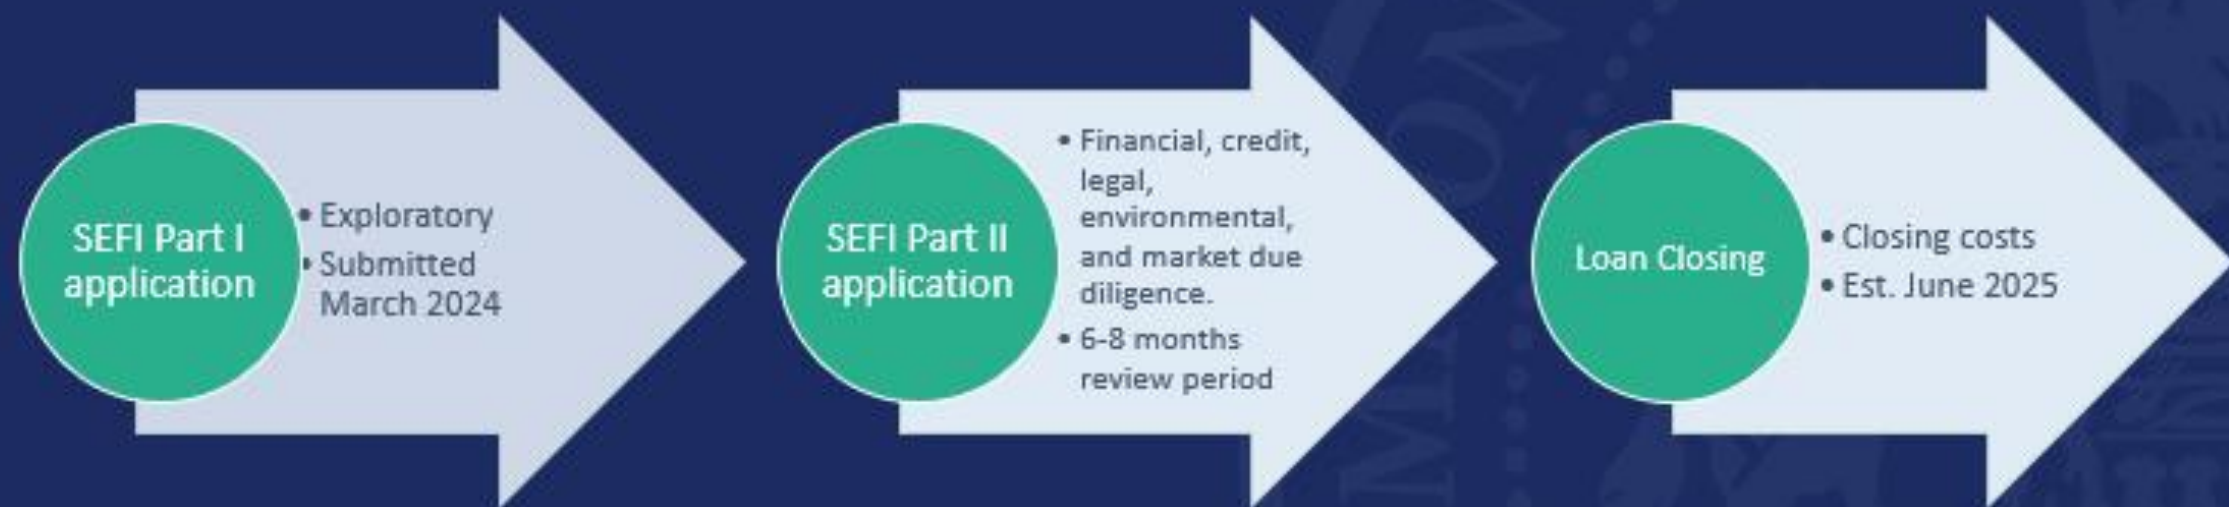 SEFI Part I
application
• Exploratory
• Submitted
March 2024
SEFI Part II
application
• Financial, credit,
legal,
environmental,
and market due
diligence.
• 6-8 months
review period
Loan Closing
• Closing costs
• Est. June 2025